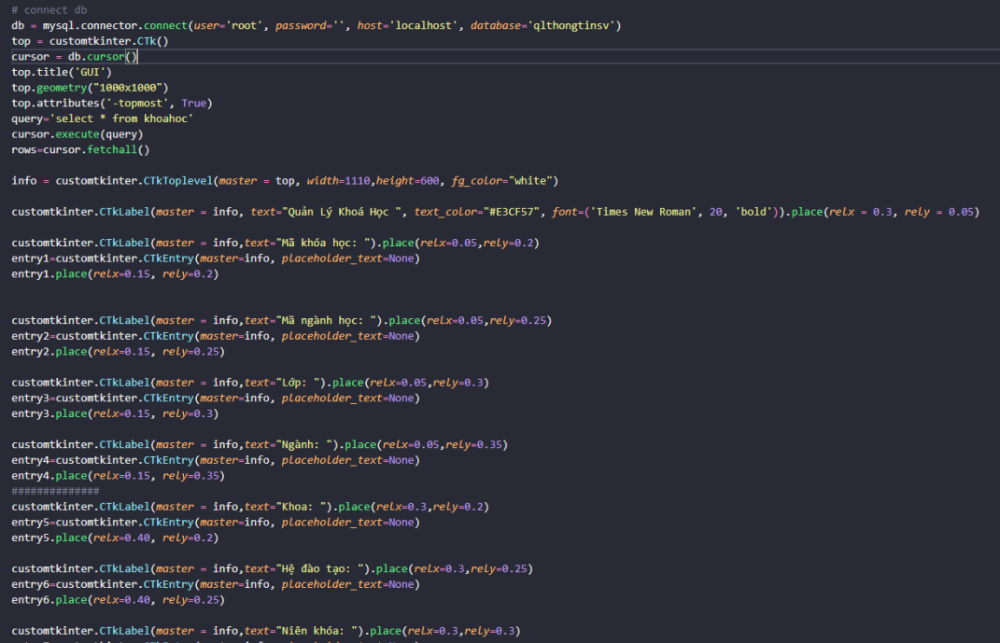 # connect db
db = mysql.connector.connect(user='root', password='', host='localhost', database='qlthongtinsv')
top = customtkinter.CTk()
cursor = db.cursor()
top.title('GUI')
top.geometry("1000x1000")
top.attributes('-topmost', True)
query='select * from khoahoc'
cursor.execute(query)
rows=cursor.fetchall()
info = customtkinter.CTkToplevel(master = top, width=1110,height=600, fg_color="white")
customtkinter.CTkLabel(master = info, text="Quản Lý Khoá Học ", text_color="#E3CF57", font=('Times New Roman', 20, 'bold')).place(relx = 0.3, rely = 0.05)
customtkinter.CTkLabel(master = info,text="Mã khóa học: ").place(relx=0.05,rely=0.2)
entry1=customtkinter.CTkEntry(master=info, placeholder_text=None)
entry1.place(relx=0.15, rely=0.2)
customtkinter.CTkLabel(master = info,text="Mã ngành học: ").place(relx=0.05,rely=0.25)
entry2=customtkinter.CTkEntry(master=info, placeholder_text=None)
entry2.place(relx=0.15, rely=0.25)
customtkinter.CTkLabel(master = info,text="Lớp: ").place(relx=0.05,rely=0.3)
entry3=customtkinter.CTkEntry(master=info, placeholder_text=None)
entry3.place(relx=0.15, rely=0.3)
customtkinter.CTkLabel(master = info,text="Ngành: ").place(relx=0.05,rely=0.35)
entry4=customtkinter.CTkEntry(master=info, placeholder_text=None)
entry4.place(relx=0.15, rely=0.35)
##############
customtkinter.CTkLabel(master = info,text="Khoa: ").place(relx=0.3,rely=0.2)
entry5=customtkinter.CTkEntry(master=info, placeholder_text=None)
entry5.place(relx=0.40, rely=0.2)
customtkinter.CTkLabel(master = info,text="Hệ đào tạo: ").place(relx=0.3,rely=0.25)
entry6=customtkinter.CTkEntry(master=info, placeholder_text=None)
entry6.place(relx=0.40, rely=0.25)
customtkinter.CTkLabel(master = info,text="Niên khóa: ").place(relx=0.3,rely=0.3)